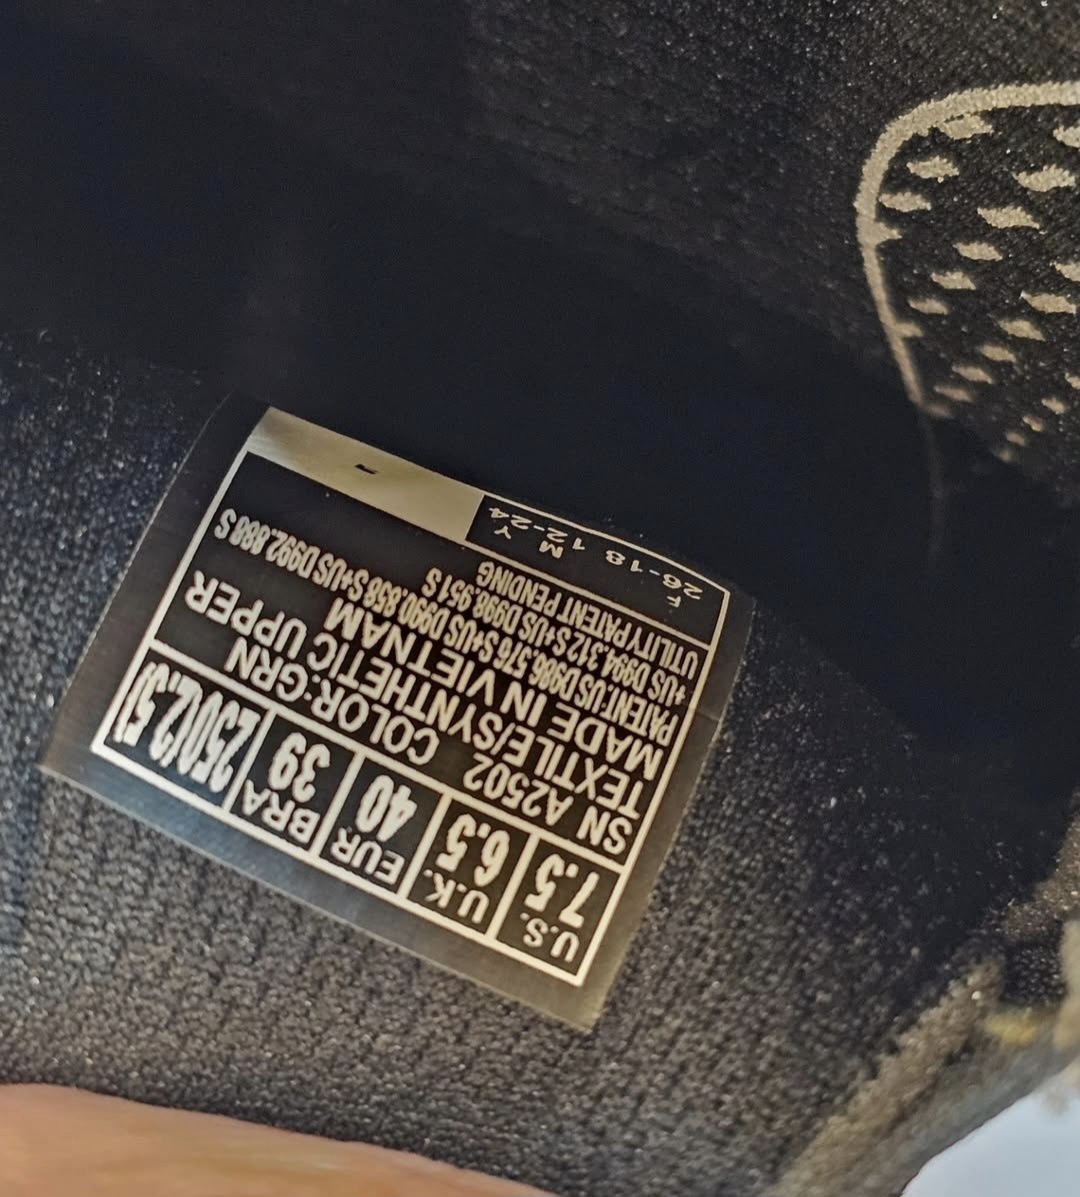 U.S. U.K. EUR BRA 250(2.5)
7.5 6.5 40 39
SN A2502 COLOR:GRN
TEXTILE/SYNTHETIC UPPER
MADE IN VIETNAM
PATENT:US D986,576 S+US D990,858 S+US D992,888 S
+US D994,312 S+US D998,951 S
UTILITY PATENT PENDING
F M Y
26-18 12-24